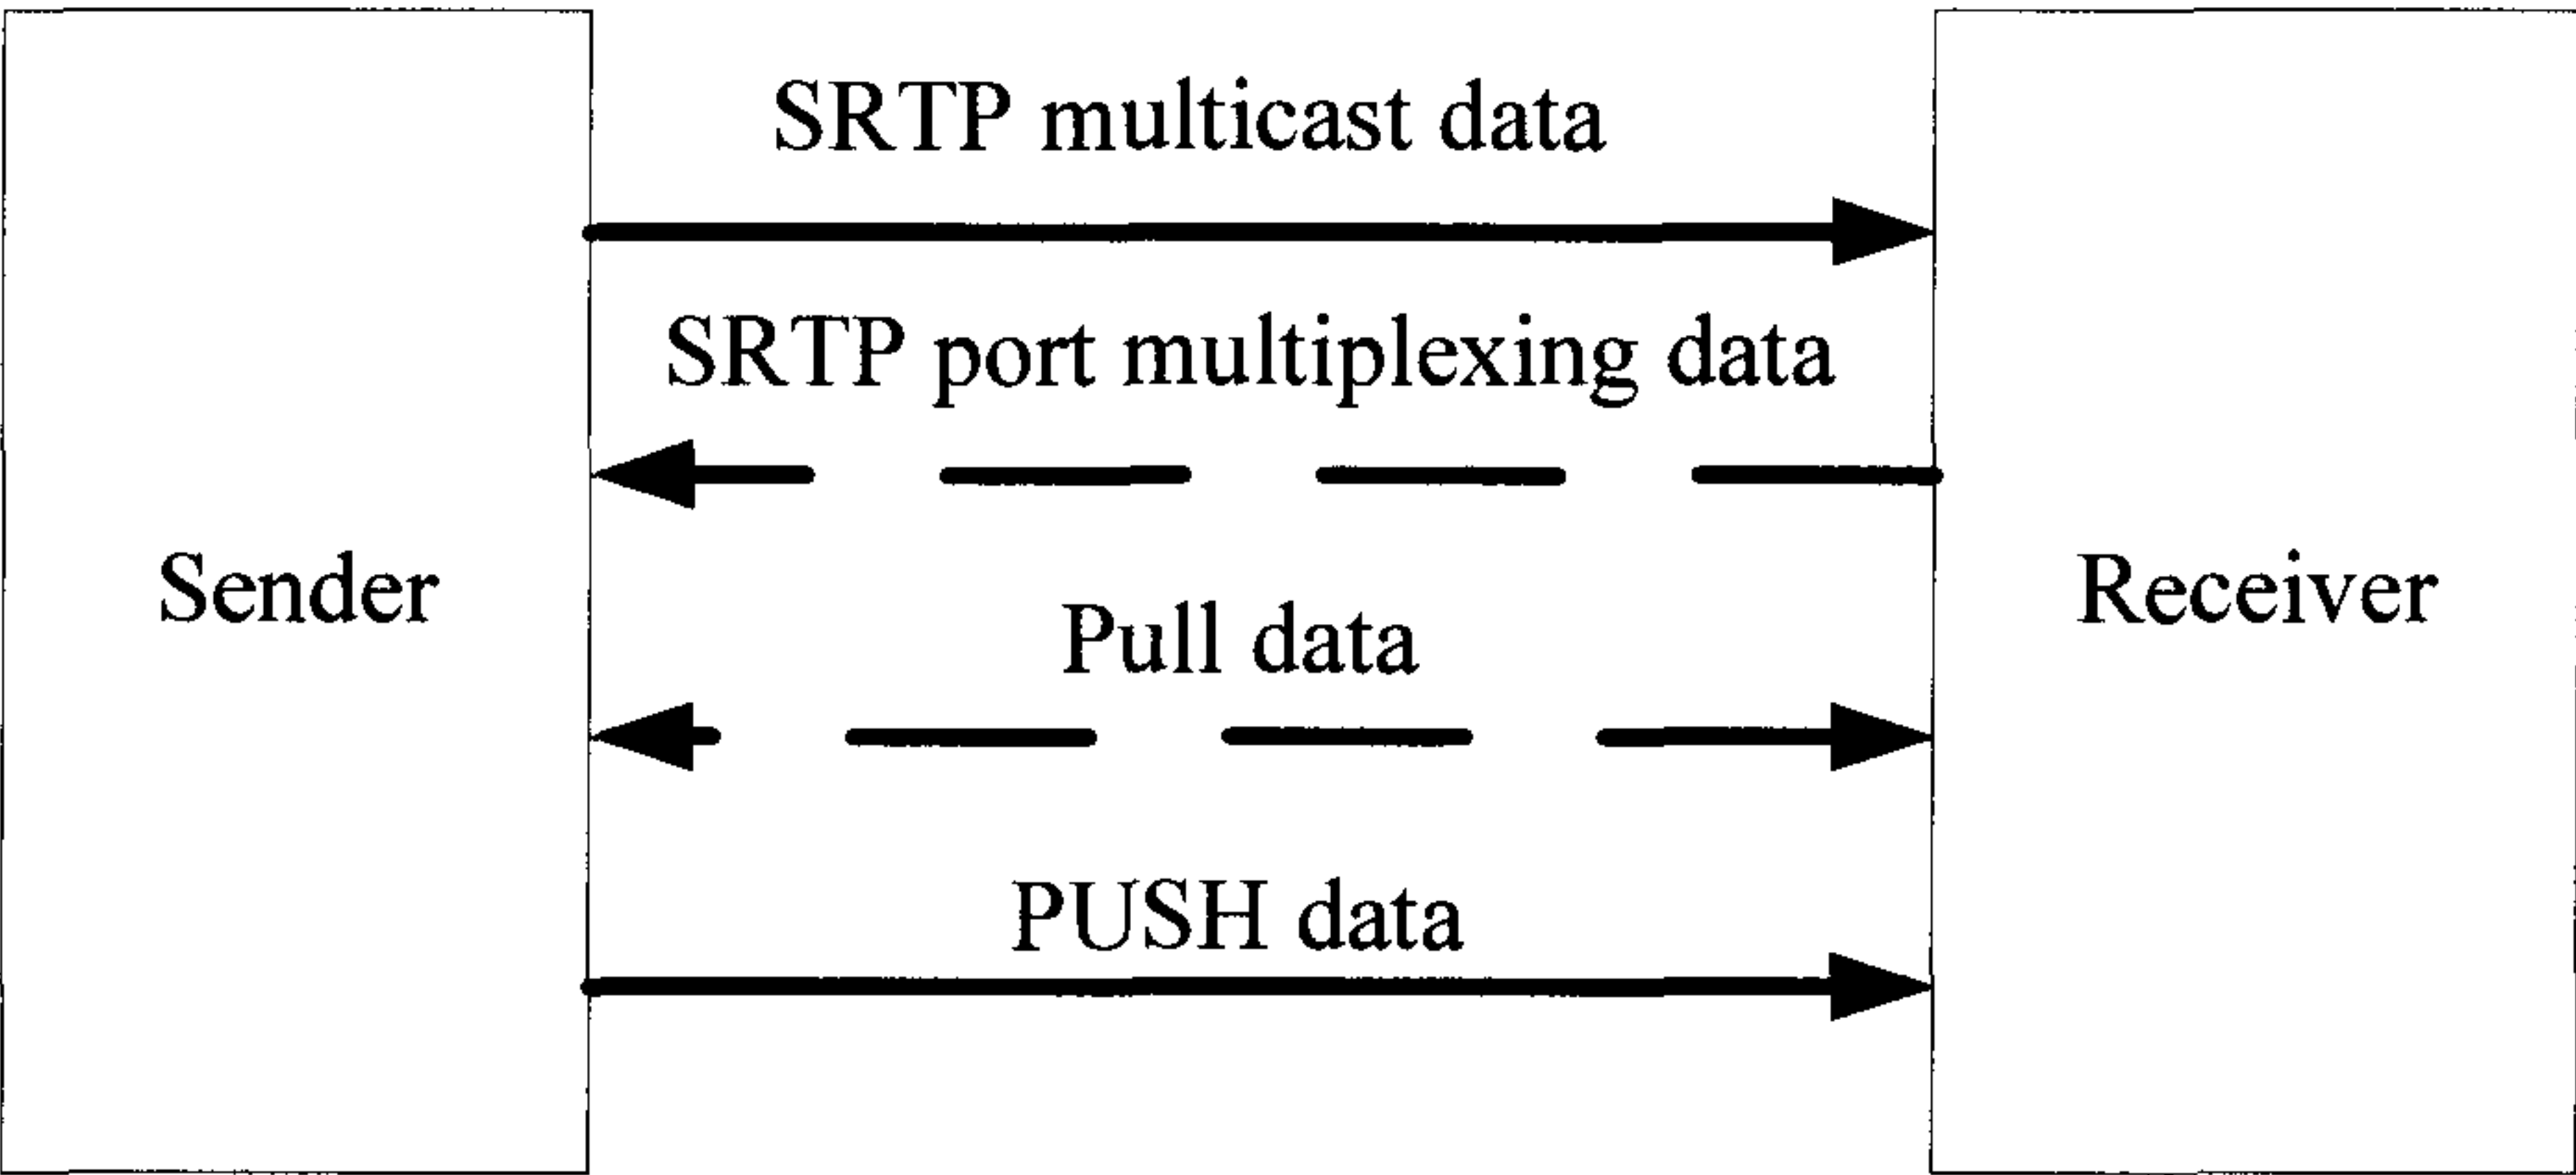 SRTP multicast data
SRTP port multiplexing data
Sender
Receiver
Pull data
PUSH data